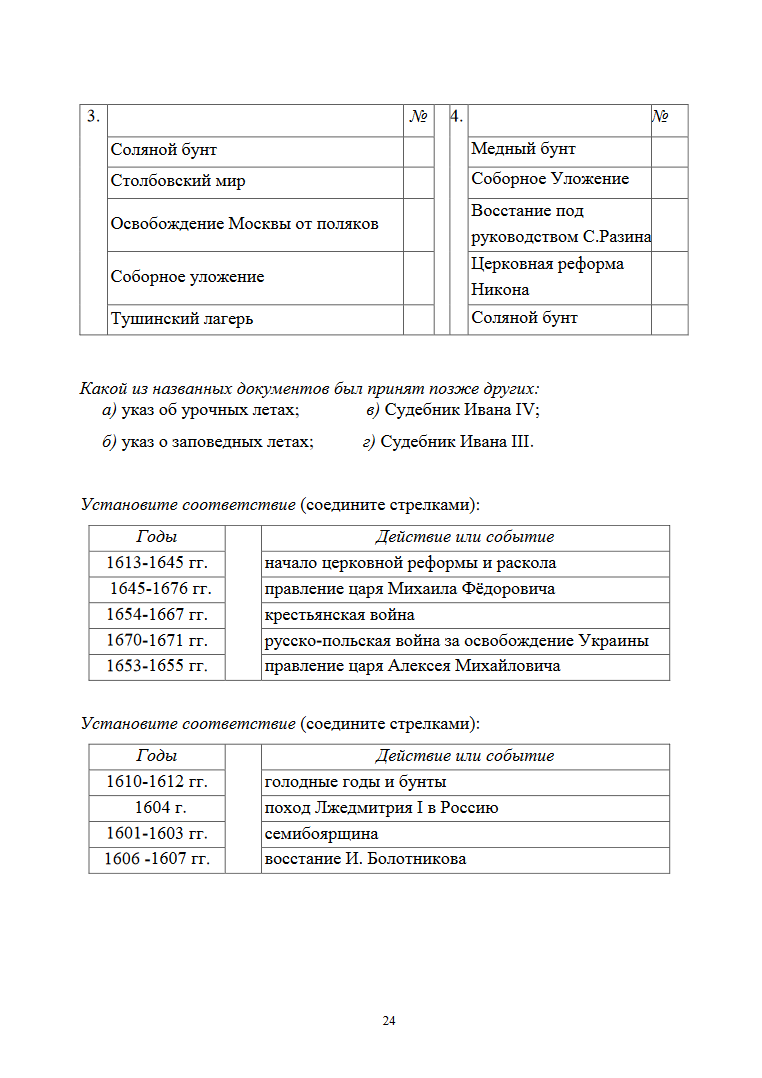 3. №
Соляной бунт
Столбовский мир
Освобождение Москвы от поляков
Соборное уложение
Тушинский лагерь
4. №
Медный бунт
Соборное Уложение
Восстание под
руководством С.Разина
Церковная реформа
Никона
Соляной бунт
Какой из названных документов был принят позже других:
а) указ об урочных летах; в) Судебник Ивана IV;
б) указ о заповедных летах; г) Судебник Ивана III.
Установите соответствие (соедините стрелками):
Годы Действие или событие
1613-1645 гг. начало церковной реформы и раскола
1645-1676 гг. правление царя Михаила Фёдоровича
1654-1667 гг. крестьянская война
1670-1671 гг. русско-польская война за освобождение Украины
1653-1655 гг. правление царя Алексея Михайловича
Установите соответствие (соедините стрелками):
Годы Действие или событие
1610-1612 гг. голодные годы и бунты
1604 г. поход Лжедмитрия I в Россию
1601-1603 гг. семибоярщина
1606 -1607 гг. восстание И. Болотникова
24